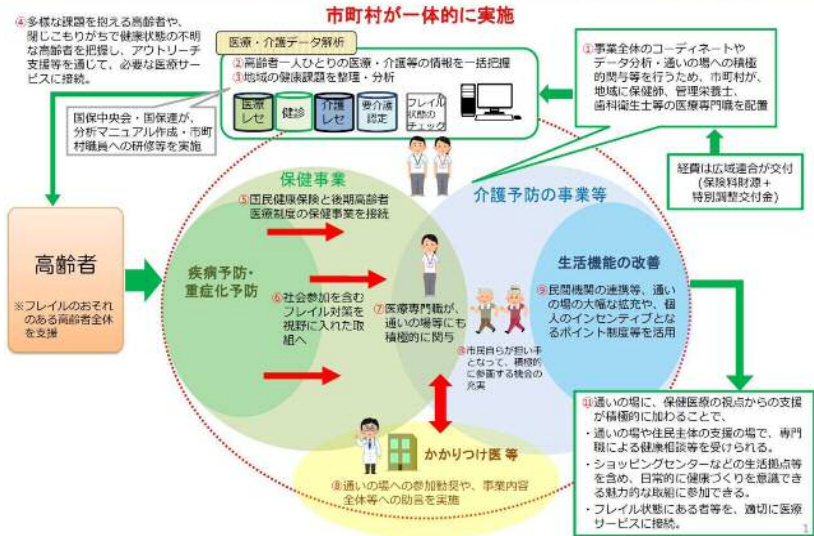 市町村が一体的に実施
④多様な課題を抱える高齢者や、
閉じこもりがちで健康状態の不明
な高齢者を把握し、アウトリーチ
支援等を通じて、必要な医療サー
ビスに接続。
医療・介護データ解析
②高齢者一人ひとりの医療・介護等の情報を一括把握
③地域の健康課題を整理・分析
医療
レセ
健診
介護
レセ
要介護
認定
フレイル
状態の
チェック
①事業全体のコーディネートや
データ分析・通いの場への積極
的関与等を行うため、市町村が、
地域に保健師、管理栄養士、
歯科衛生士等の医療専門職を配置
国保中央会・国保連が、
分析マニュアル作成・市町
村職員への研修等を実施
経費は広域連合が交付
(保険料財源+
特別調整交付金)
高齢者
※フレイルのおそれ
のある高齢者全体
を支援
保健事業
⑤国民健康保険と後期高齢者
医療制度の保健事業を接続
疾病予防・
重症化予防
⑥社会参加を含む
フレイル対策を
視野に入れた取
組へ
介護予防の事業等
⑦医療専門職が、
通いの場等にも
積極的に関与
⑩市民自らが担い手
となって、積極的
に参画する機会の
充実
生活機能の改善
⑨民間機関の連携等、通い
の場の大幅な拡充や、個
人のインセンティブとな
るポイント制度等を活用
かかりつけ医 等
⑧通いの場への参加勧奨や、事業内容
全体等への助言を実施
⑪通いの場に、保健医療の視点からの支援
が積極的に加わることで、
・通いの場や住民主体の支援の場で、専門
職による健康相談等を受けられる。
・ショッピングセンターなどの生活拠点等
を含め、日常的に健康づくりを意識でき
る魅力的な取組に参加できる。
・フレイル状態にある者等を、適切に医療
サービスに接続。
1